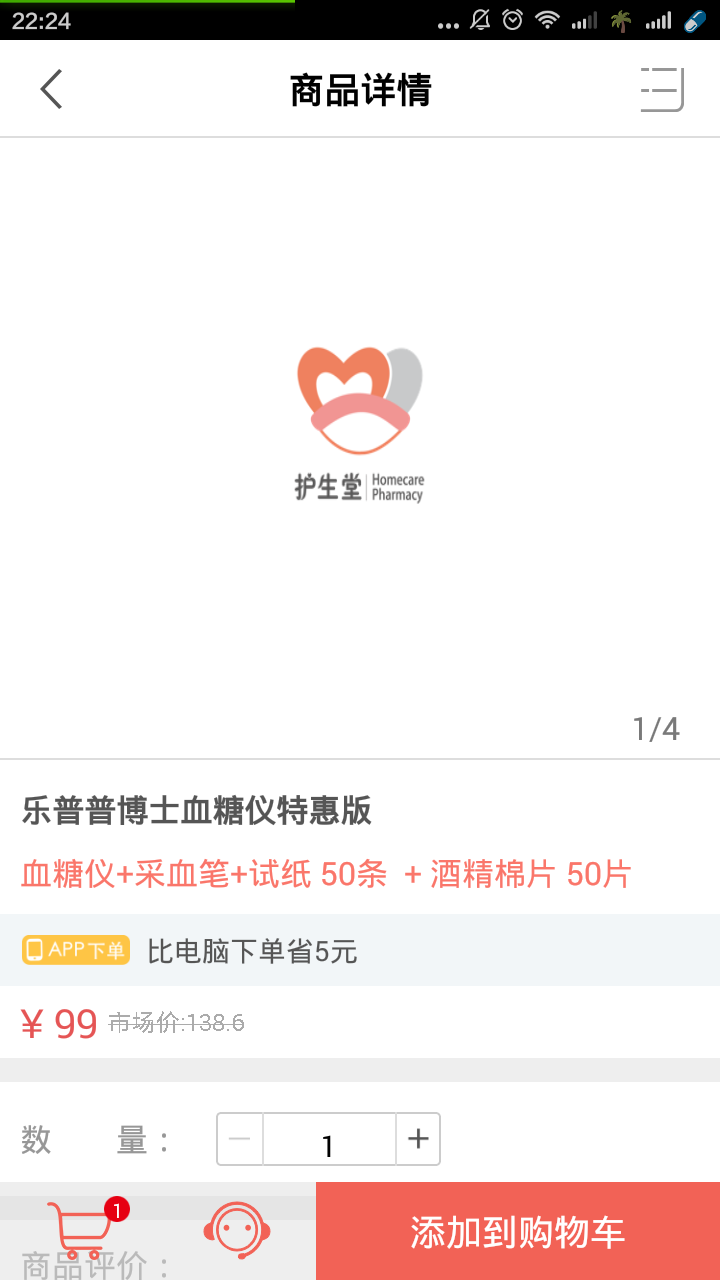 22:24
商品详情
护生堂 Homecare Pharmacy
1/4
乐普普博士血糖仪特惠版
血糖仪+采血笔+试纸 50条 + 酒精棉片 50片
APP下单 比电脑下单省5元
¥ 99 市场价:138.6
数 量： 1 +
1
添加到购物车
商品评价：